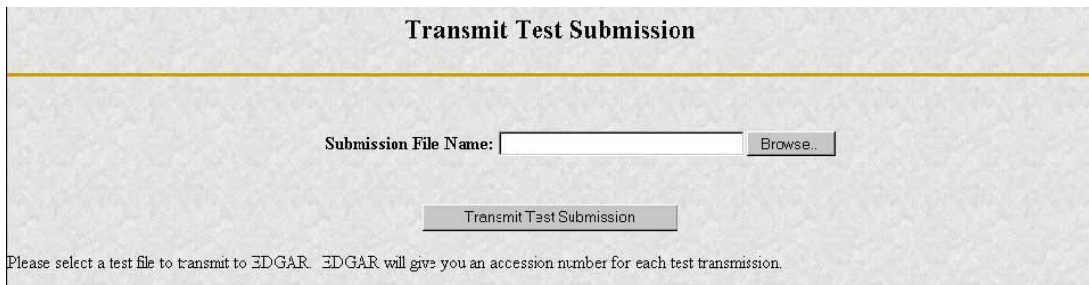 Transmit Test Submission
Submission File Name: Browse..
Transmit Test Submission
Please select a test file to transmit to EDGAR. EDGAR will give you an accession number for each test transmission.